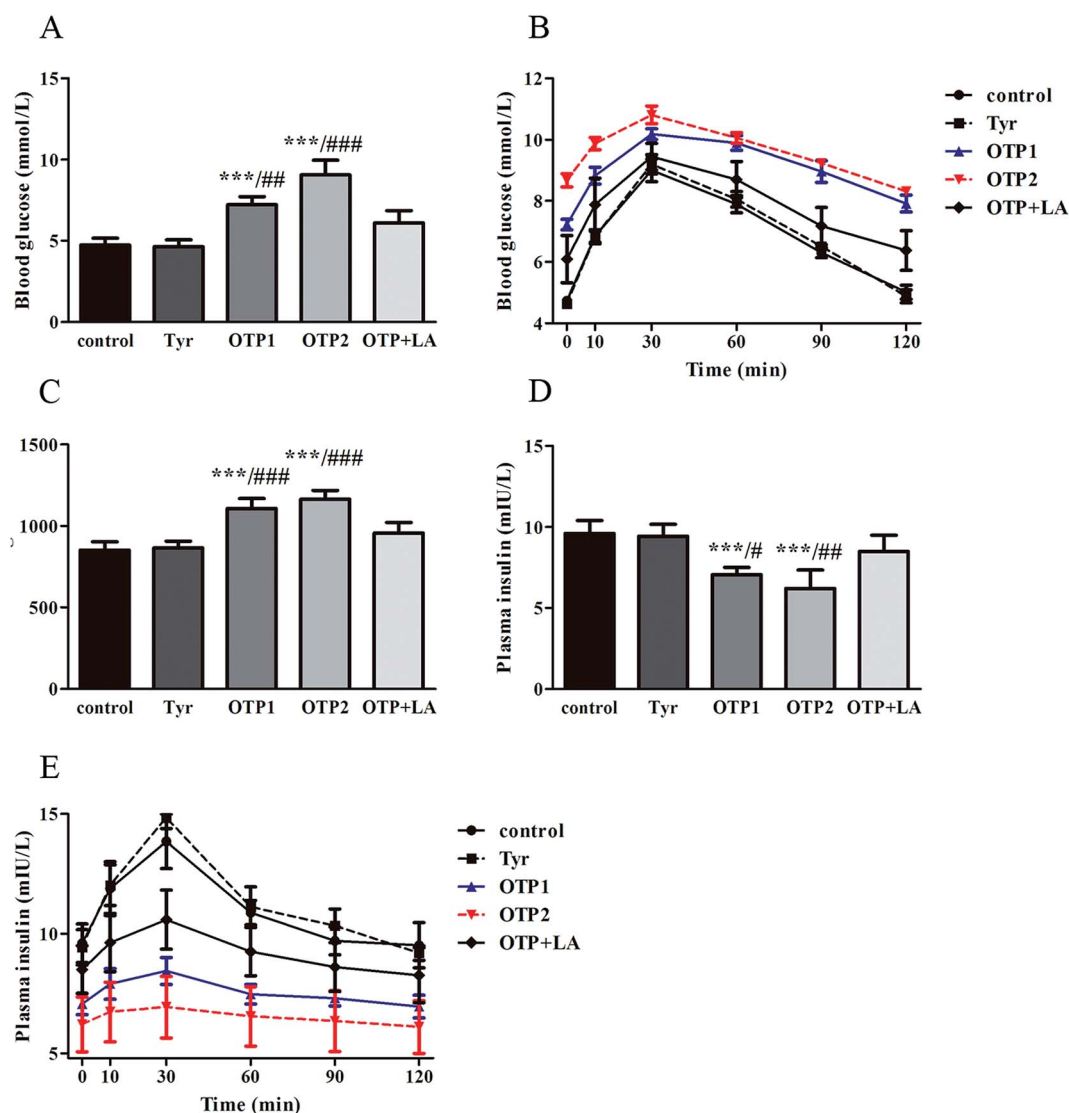 A
Blood glucose (mmol/L)
15
10
5
0
***/##
***/###
control Tyr OTP1 OTP2 OTP+LA
B
Blood glucose (mmol/L)
12
10
8
6
4
0 10 30 60 90 120
Time (min)
control
Tyr
OTP1
OTP2
OTP+LA
C
1500
1000
500
0
***/###
***/###
control Tyr OTP1 OTP2 OTP+LA
D
Plasma insulin (mIU/L)
15
10
5
0
***/#
***/##
control Tyr OTP1 OTP2 OTP+LA
E
Plasma insulin (mIU/L)
15
10
5
0 10 30 60 90 120
Time (min)
control
Tyr
OTP1
OTP2
OTP+LA